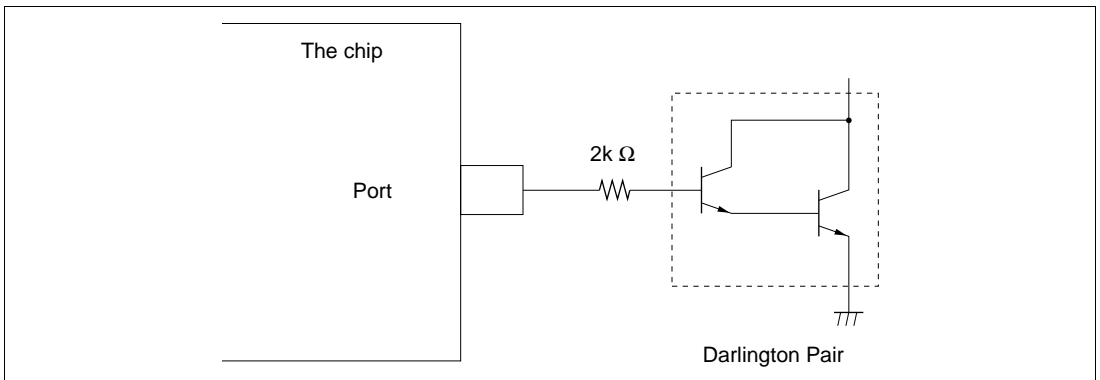 The chip
2k Ω
Port
Darlington Pair